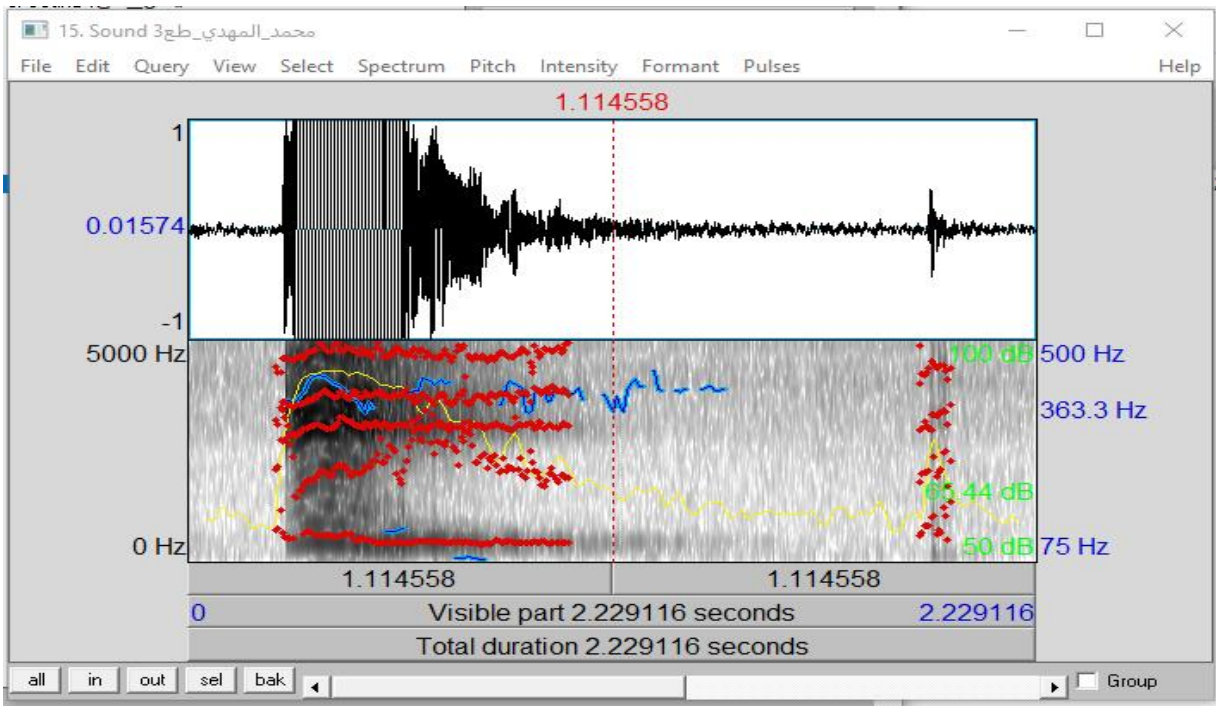 15. Sound محمد_المهدي_طع3
File Edit Query View Select Spectrum Pitch Intensity Formant Pulses Help
1.114558
1
0.01574
-1
5000 Hz
100 dB
500 Hz
363.3 Hz
65.44 dB
0 Hz
50 dB
75 Hz
1.114558 1.114558
0 Visible part 2.229116 seconds 2.229116
Total duration 2.229116 seconds
all in out sel bak Group